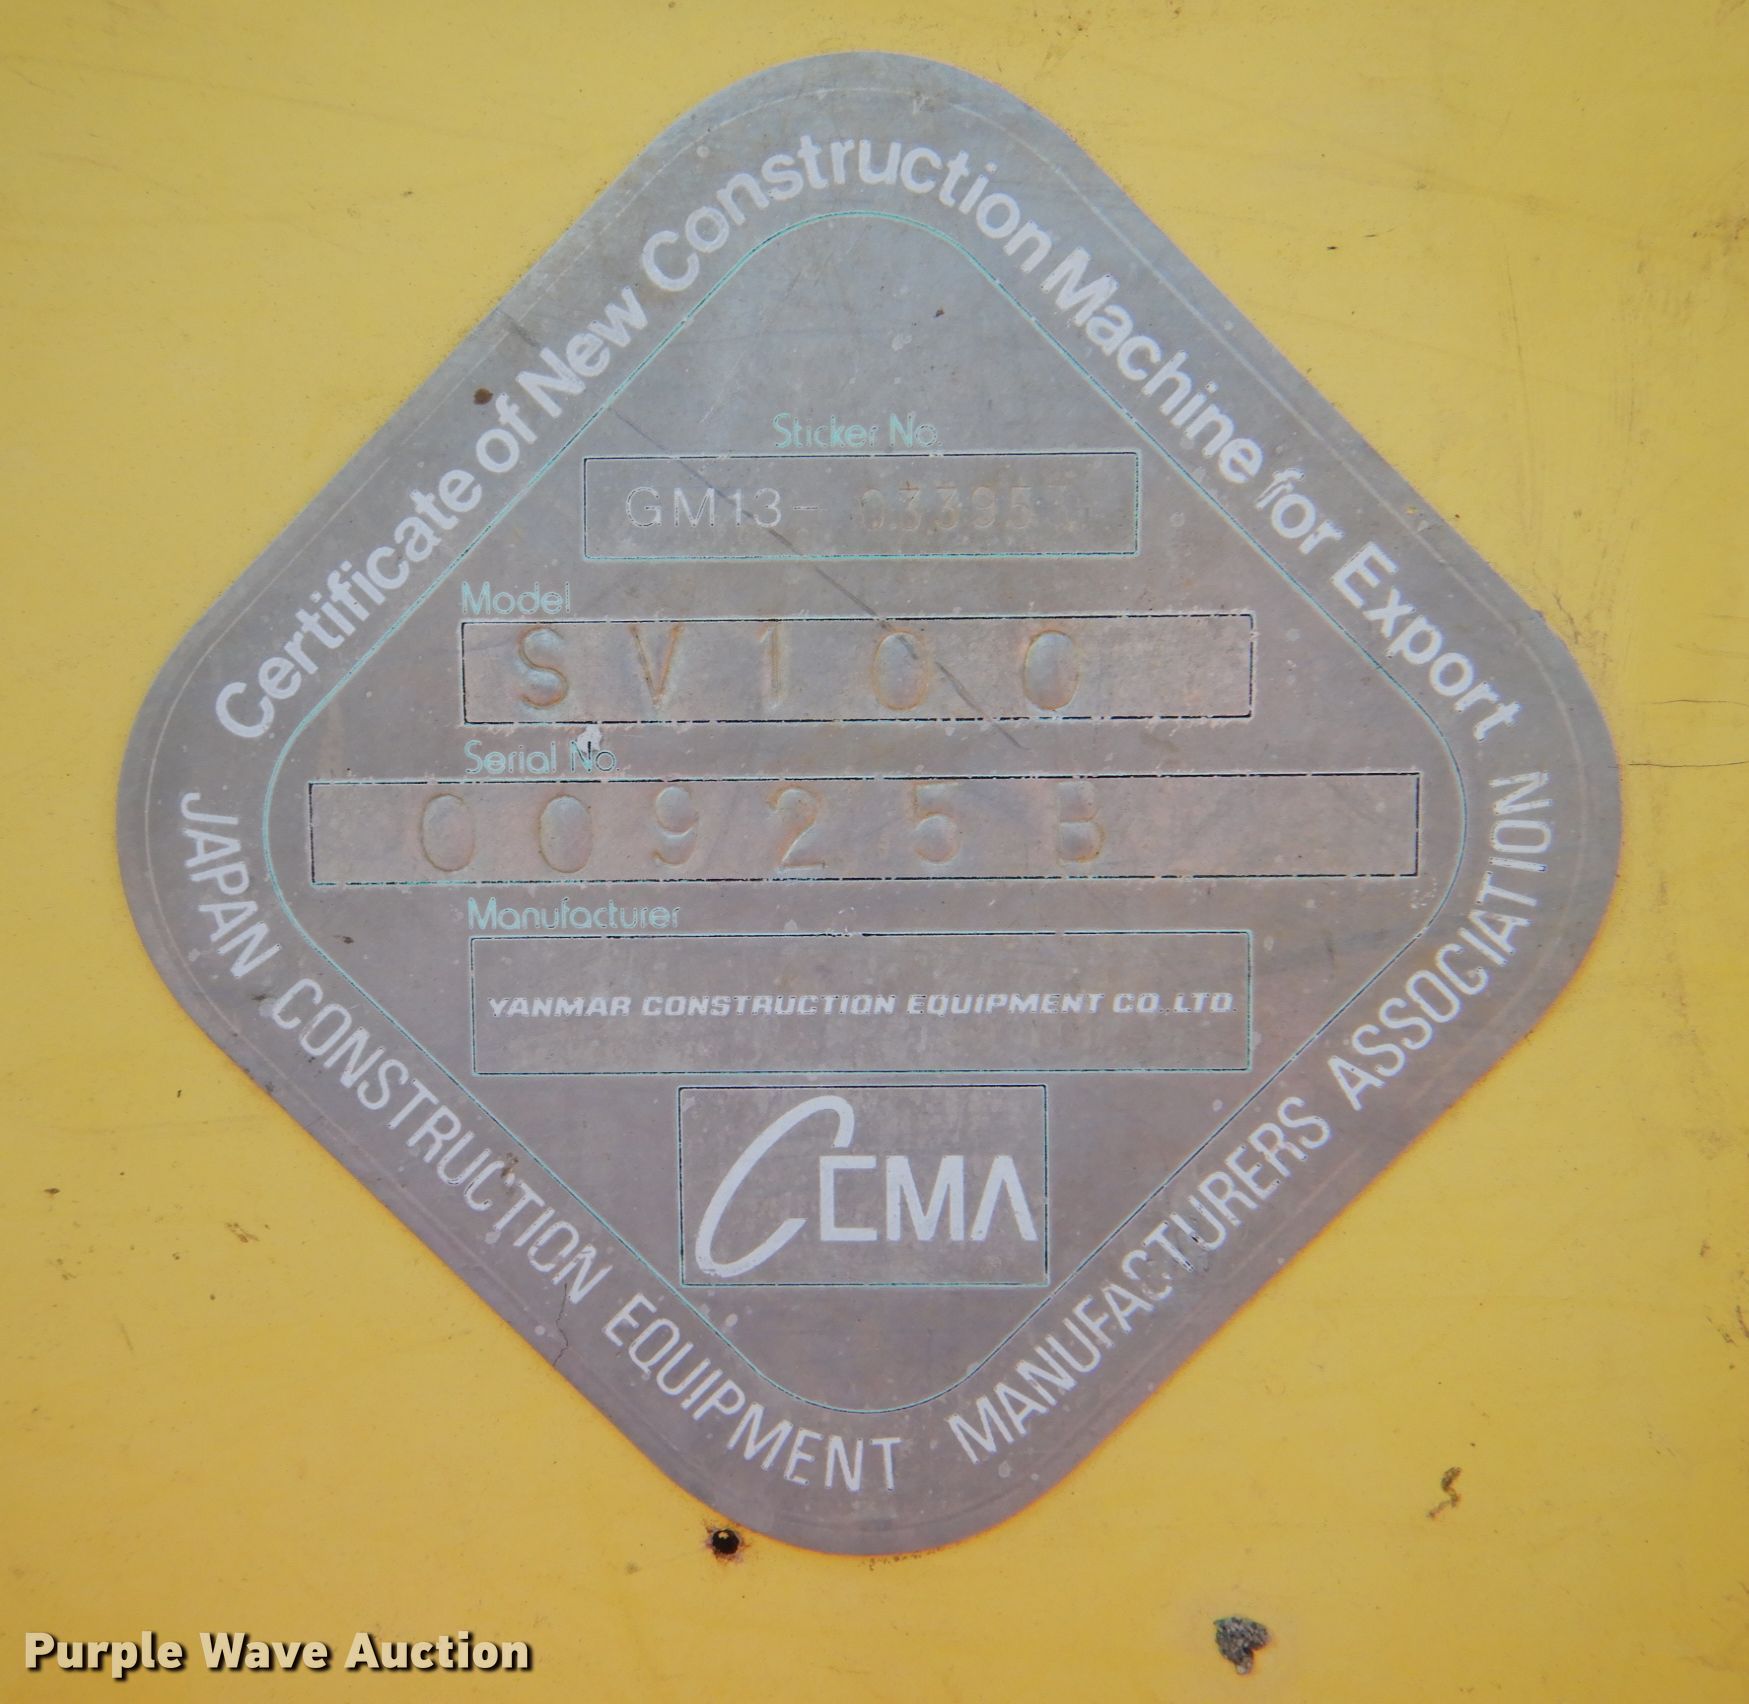 Certificate of New Construction Machine for Export
Sticker No.
GM13-
Model
SV100
Serial No.
00925B
Manufacturer
YANMAR CONSTRUCTION EQUIPMENT CO.,LTD.
CEMA
JAPAN CONSTRUCTION EQUIPMENT MANUFACTURERS ASSOCIATION
Purple Wave Auction